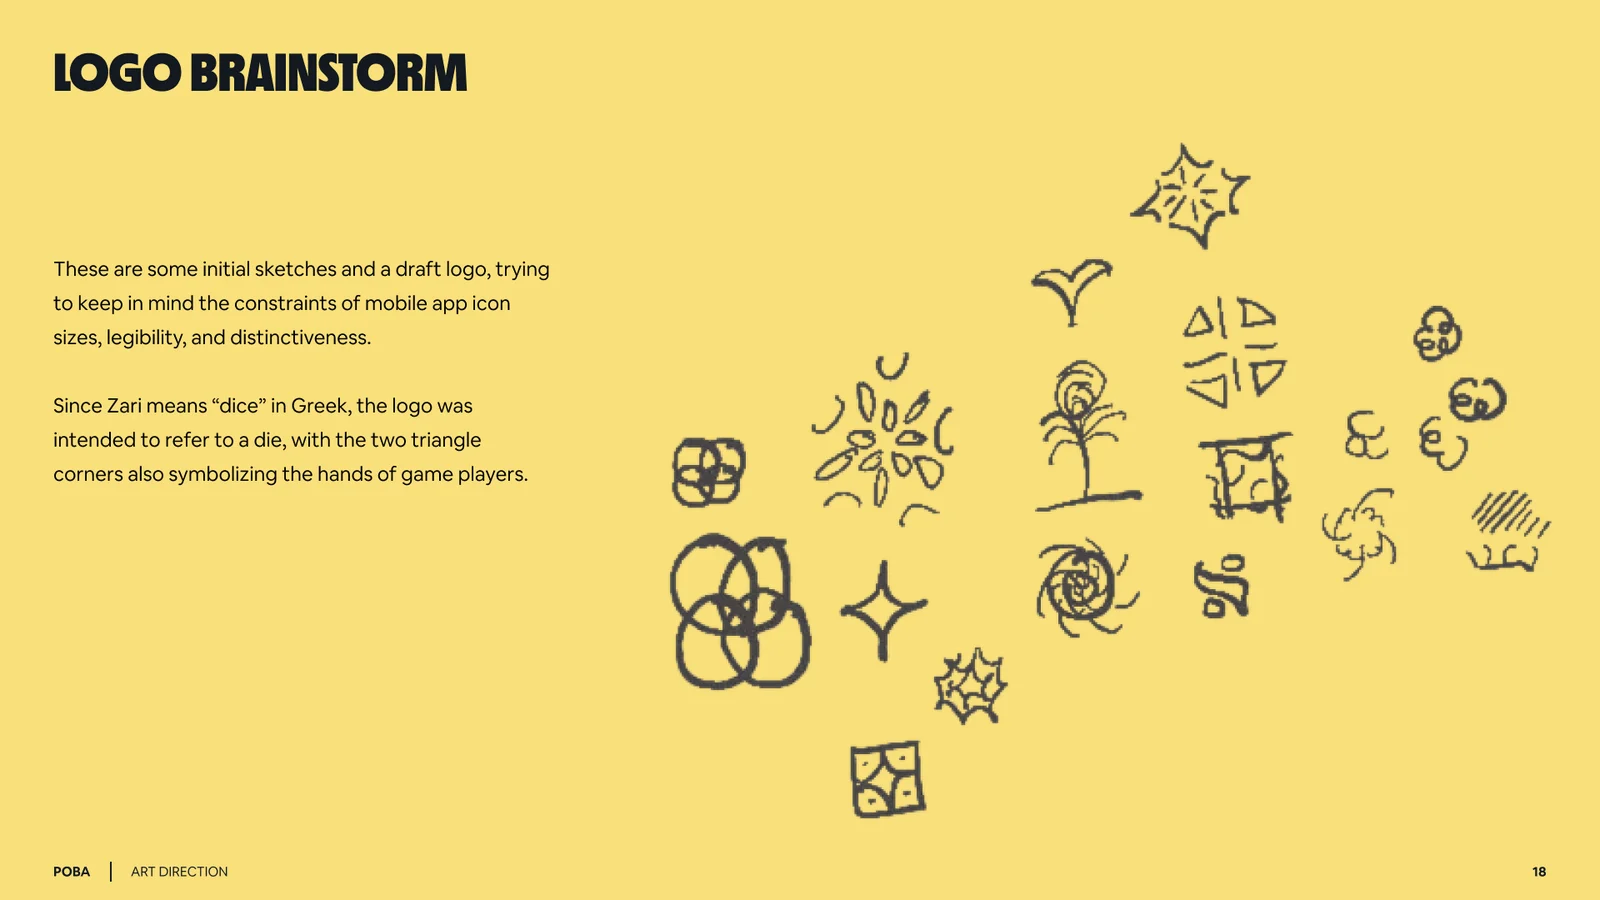 LOGO BRAINSTORM
These are some initial sketches and a draft logo, trying
to keep in mind the constraints of mobile app icon
sizes, legibility, and distinctiveness.
Since Zari means “dice” in Greek, the logo was
intended to refer to a die, with the two triangle
corners also symbolizing the hands of game players.
POBA | ART DIRECTION
18